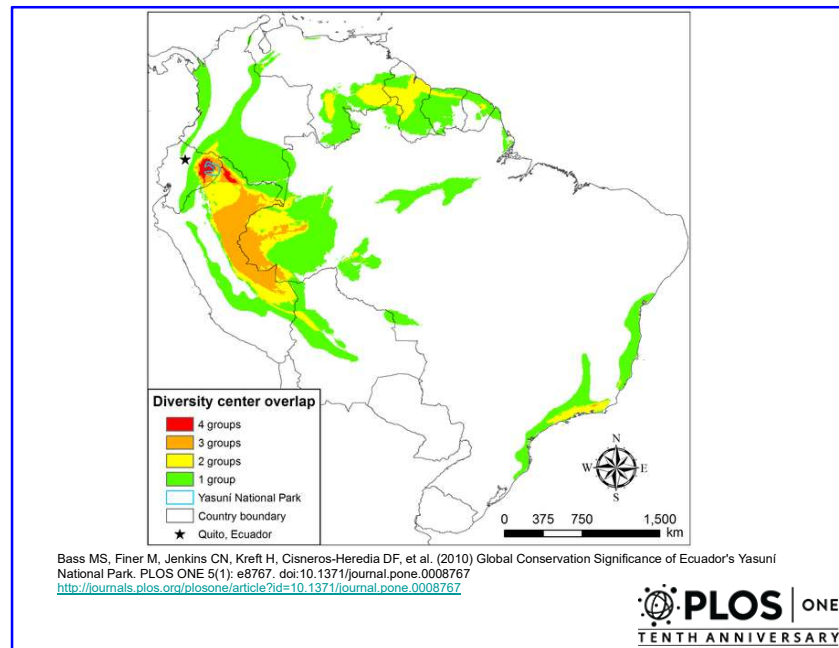 Diversity center overlap
4 groups
3 groups
2 groups
1 group
Yasuní National Park
Country boundary
Quito, Ecuador
N
W E
S
0 375 750 1,500
km
Bass MS, Finer M, Jenkins CN, Kreft H, Cisneros-Heredia DF, et al. (2010) Global Conservation Significance of Ecuador's Yasuní
National Park. PLOS ONE 5(1): e8767. doi:10.1371/journal.pone.0008767
http://journals.plos.org/plosone/article?id=10.1371/journal.pone.0008767
PLOS | ONE
TENTH ANNIVERSARY